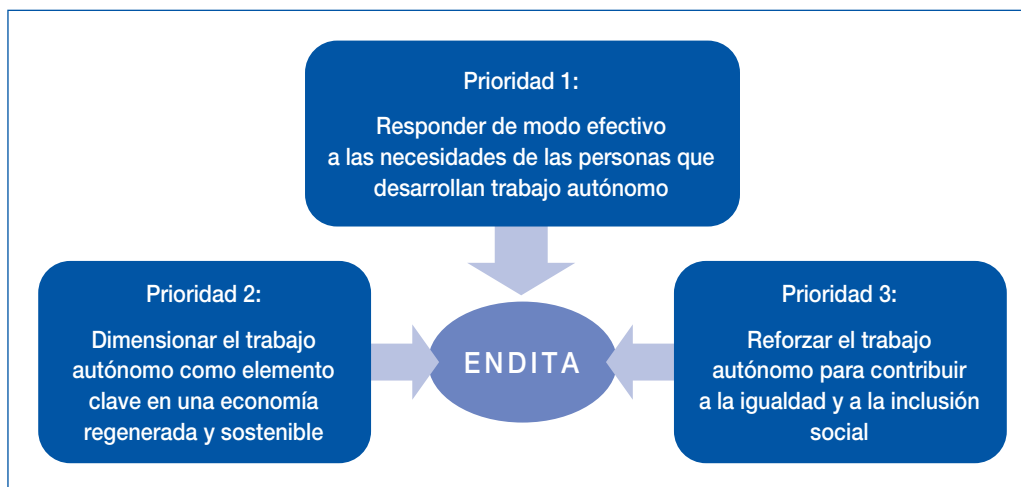 Prioridad 1:
Responder de modo efectivo
a las necesidades de las personas que
desarrollan trabajo autónomo
Prioridad 2:
Dimensionar el trabajo
autónomo como elemento
clave en una economía
regenerada y sostenible
ENDITA
Prioridad 3:
Reforzar el trabajo
autónomo para contribuir
a la igualdad y a la inclusión
social